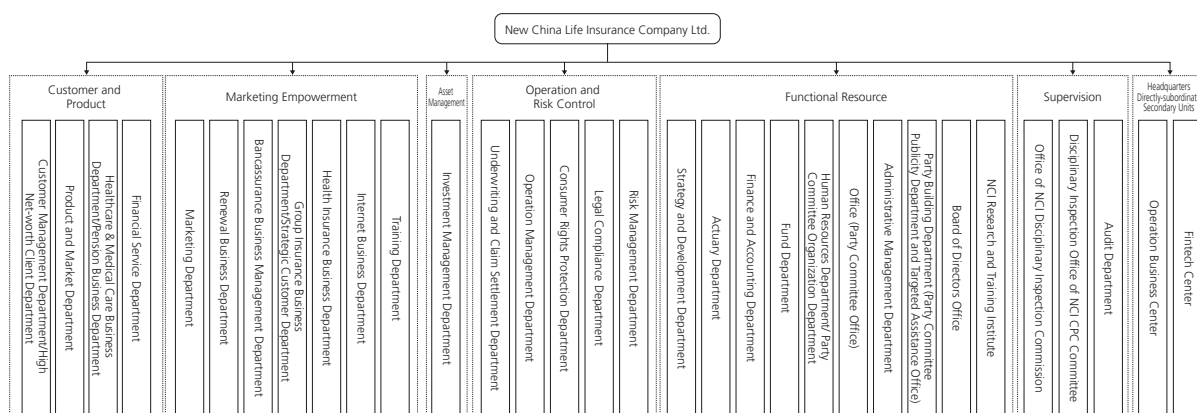 New China Life Insurance Company Ltd.
Customer and
Product
Customer Management Department/High
Net-worth Client Department
Product and Market Department
Healthcare & Medical Care Business
Department/Pension Business Department
Financial Service Department
Marketing Empowerment
Marketing Department
Renewal Business Department
Bancassurance Business Management Department
Group Insurance Business
Department/Strategic Customer Department
Health Insurance Business Department
Internet Business Department
Training Department
Asset
Management
Investment Management Department
Operation and
Risk Control
Underwriting and Claim Settlement Department
Operation Management Department
Consumer Rights Protection Department
Legal Compliance Department
Risk Management Department
Functional Resource
Strategy and Development Department
Actuary Department
Finance and Accounting Department
Fund Department
Human Resources Department/ Party
Committee Organization Department
Office (Party Committee Office)
Administrative Management Department
Party Building Department (Party Committee
Publicity Department and Targeted Assistance Office)
Board of Directors Office
NCI Research and Training Institute
Supervision
Office of NCI Disciplinary Inspection Commission
Disciplinary Inspection Office of NCI CPC Committee
Audit Department
Headquarters
Directly-subordinate
Secondary Units
Operation Business Center
Fintech Center